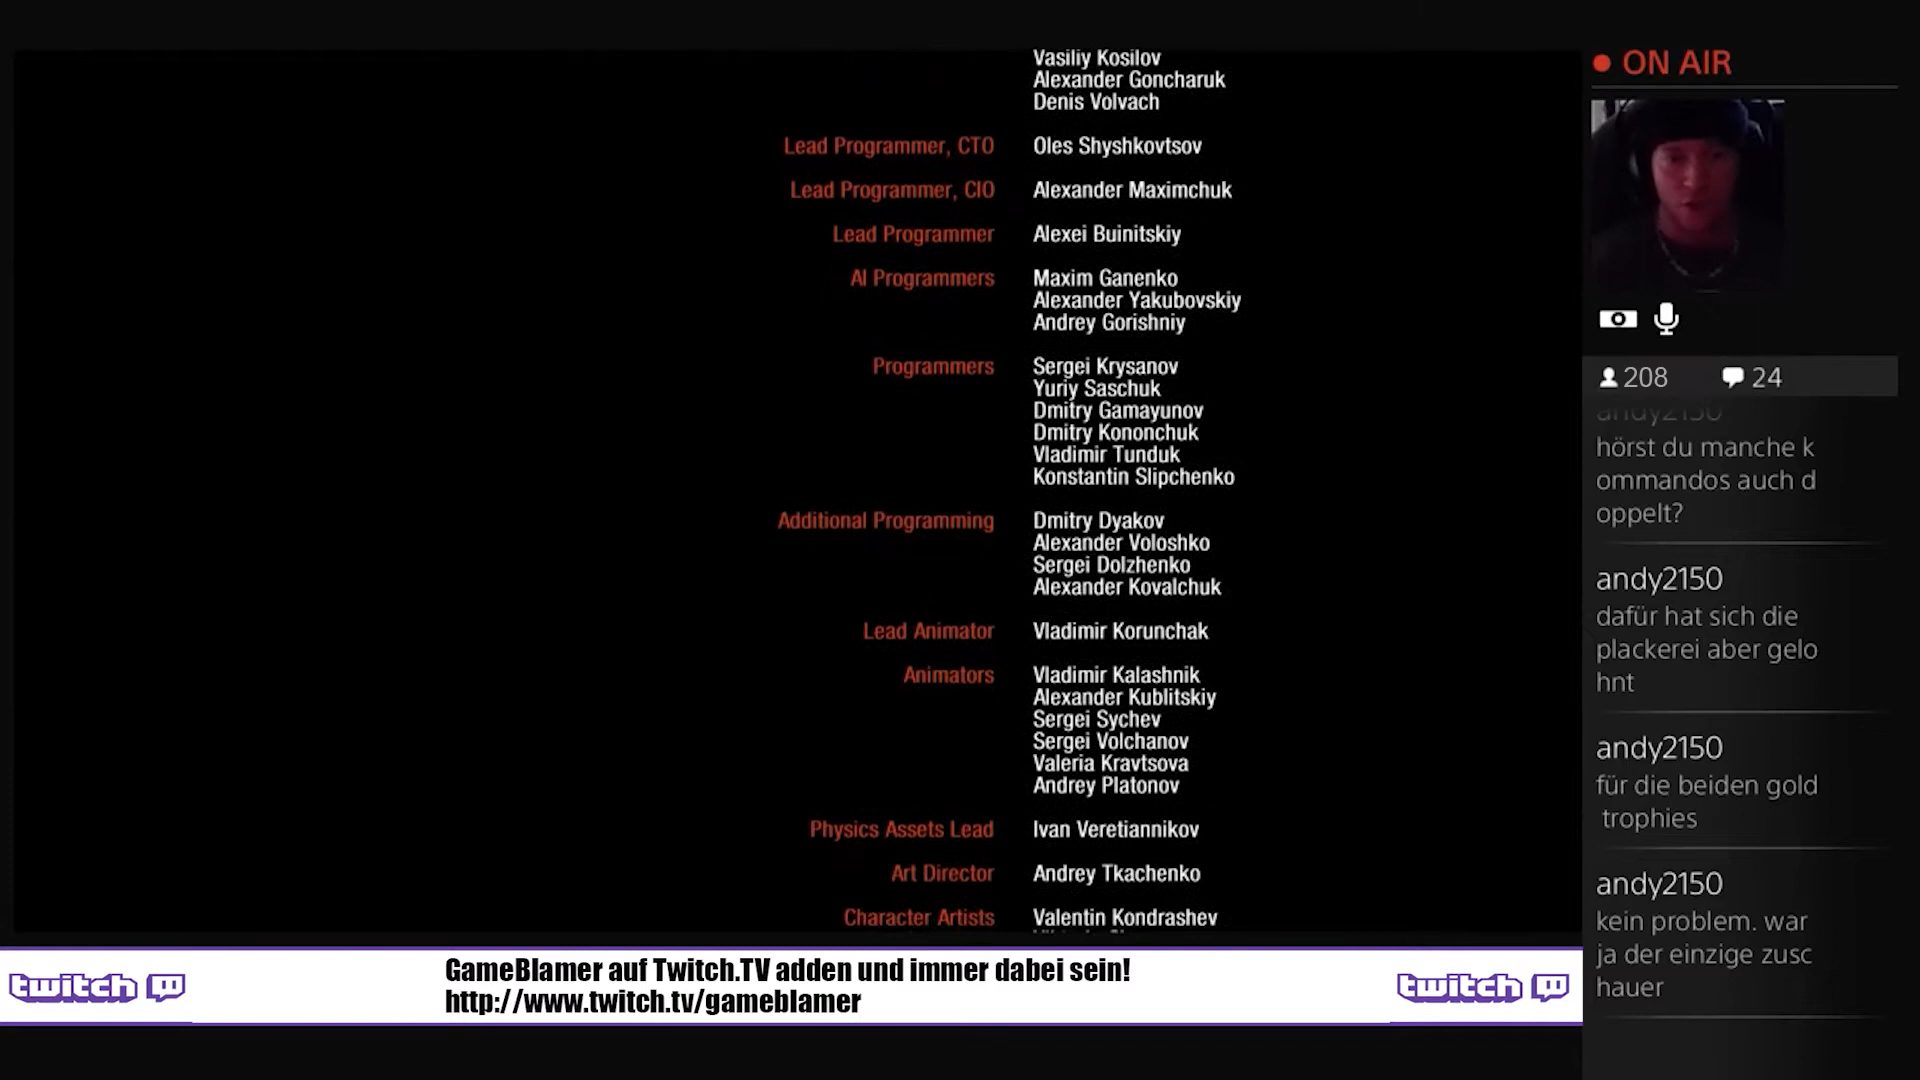 Vasiliy Kosilov
Alexander Goncharuk
Denis Volvach
Lead Programmer, CTO Oles Shyshkovtsov
Lead Programmer, CIO Alexander Maximchuk
Lead Programmer Alexei Buinitskiy
AI Programmers Maxim Ganenko
Alexander Yakubovskiy
Andrey Gorishniy
Programmers Sergei Krysanov
Yuriy Saschuk
Dmitry Gamayunov
Dmitry Kononchuk
Vladimir Tunduk
Konstantin Slipchenko
Additional Programming Dmitry Dyakov
Alexander Voloshko
Sergei Dolzhenko
Alexander Kovalchuk
Lead Animator Vladimir Korunchak
Animators Vladimir Kalashnik
Alexander Kublitskiy
Sergei Sychev
Sergei Volchanov
Valeria Kravtsova
Andrey Platonov
Physics Assets Lead Ivan Veretiannikov
Art Director Andrey Tkachenko
Character Artists Valentin Kondrashev
twitch
GameBlamer auf Twitch.TV adden und immer dabei sein!
http://www.twitch.tv/gameblamer
twitch
ON AIR
208 24
andy2150
hörst du manche k
ommandos auch d
oppelt?
andy2150
dafür hat sich die
plackerei aber gelo
hnt
andy2150
für die beiden gold
trophies
andy2150
kein problem. war
ja der einzige zusc
hauer